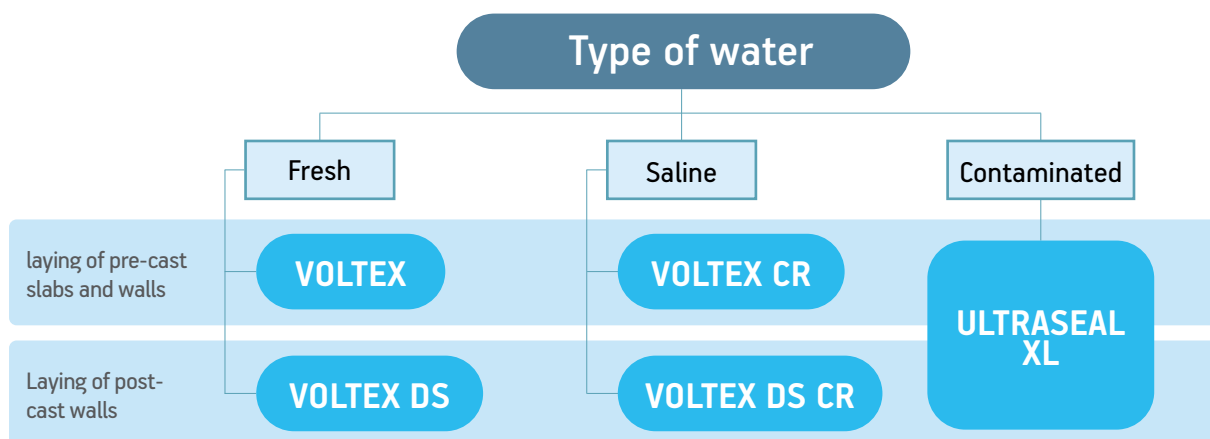 Type of water
Fresh
Saline
Contaminated
laying of pre-cast
slabs and walls
VOLTEX
VOLTEX CR
ULTRASEAL
XL
Laying of post-
cast walls
VOLTEX DS
VOLTEX DS CR